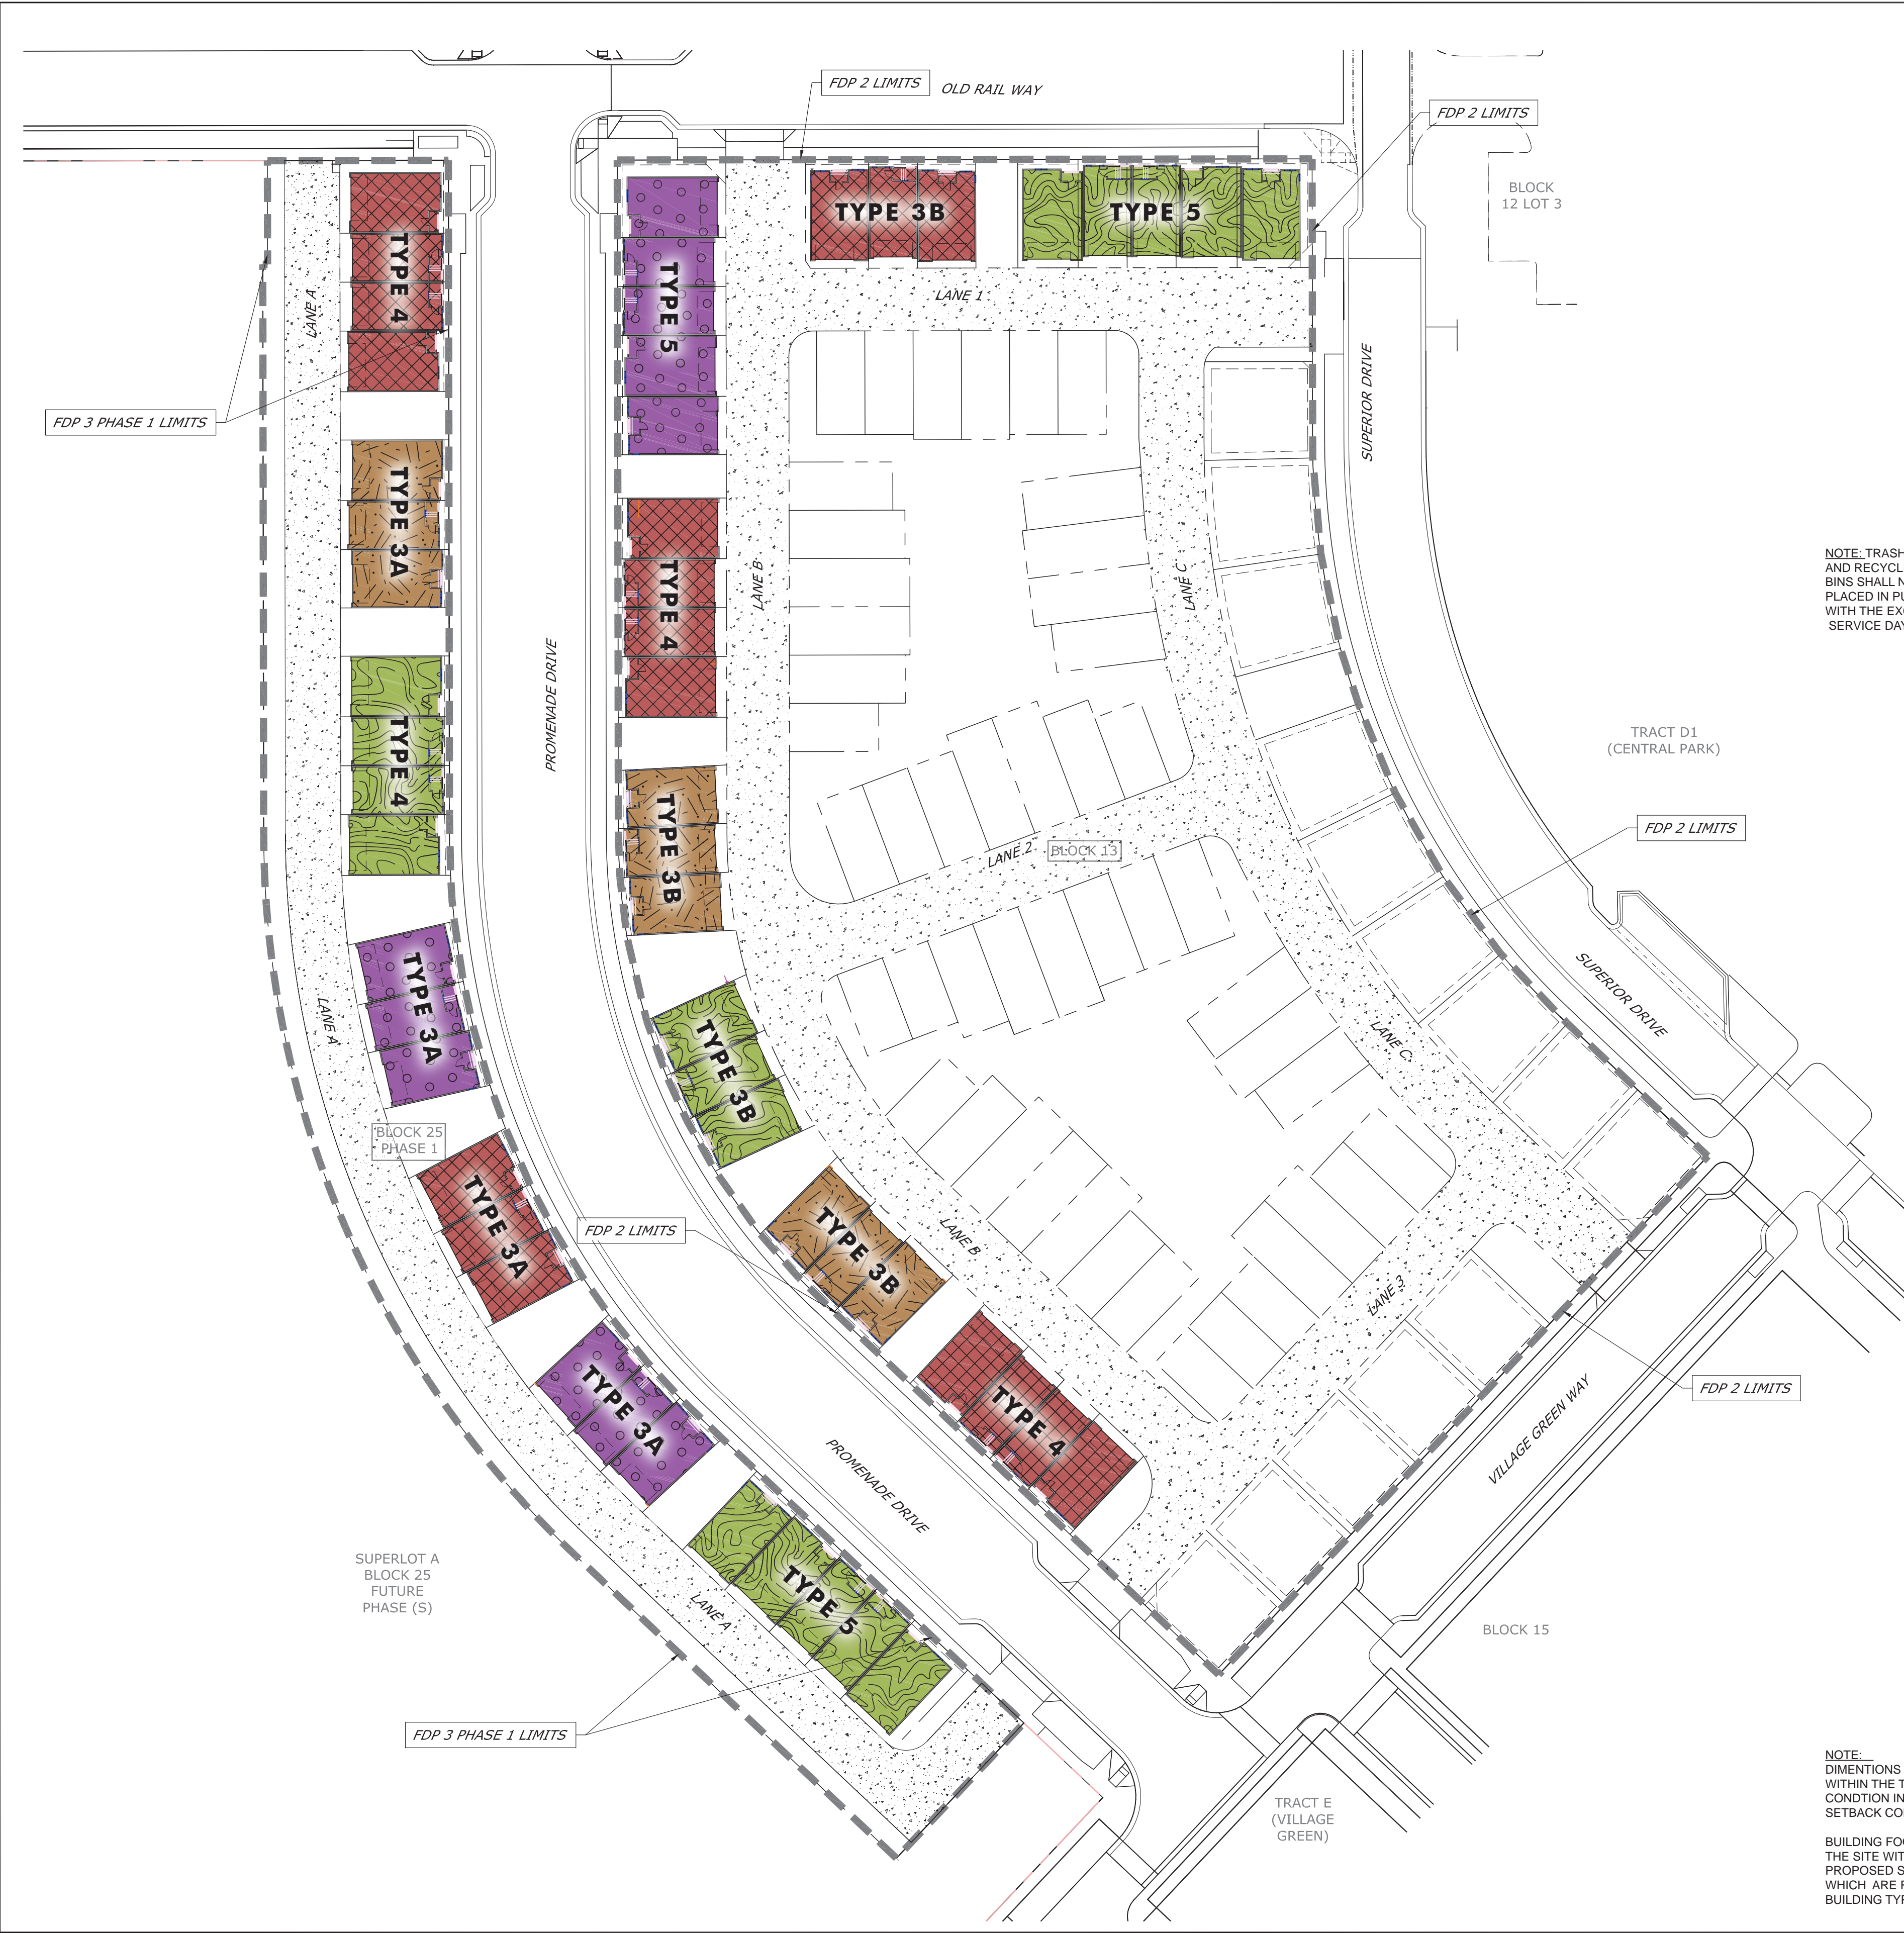 FDP 2 LIMITS
OLD RAIL WAY
FDP 2 LIMITS
BLOCK
12 LOT 3
TYPE 3B
TYPE 5
TYPE 4
TYPE 5
LANE A
LANE 1
SUPERIOR DRIVE
FDP 3 PHASE 1 LIMITS
TYPE 3A
TYPE 4
LANE B
LANE C
NOTE: TRASH
AND RECYCL
BINS SHALL N
PLACED IN PU
WITH THE EX
SERVICE DAY
PROMENADE DRIVE
TYPE 4
TYPE 3B
TRACT D1
(CENTRAL PARK)
FDP 2 LIMITS
LANE 2
BLOCK 13
TYPE 3A
LANE A
TYPE 3B
SUPERIOR DRIVE
LANE C
BLOCK 25
PHASE 1
TYPE 3A
FDP 2 LIMITS
TYPE 3B
LANE B
LANE 3
TYPE 3A
TYPE 4
FDP 2 LIMITS
VILLAGE GREEN WAY
PROMENADE DRIVE
SUPERLOT A
BLOCK 25
FUTURE
PHASE (S)
TYPE 5
LANE A
BLOCK 15
FDP 3 PHASE 1 LIMITS
TRACT E
(VILLAGE
GREEN)
NOTE:
DIMENTIONS
WITHIN THE T
CONDTION IN
SETBACK CO
BUILDING FO
THE SITE WIT
PROPOSED S
WHICH ARE
BUILDING TY